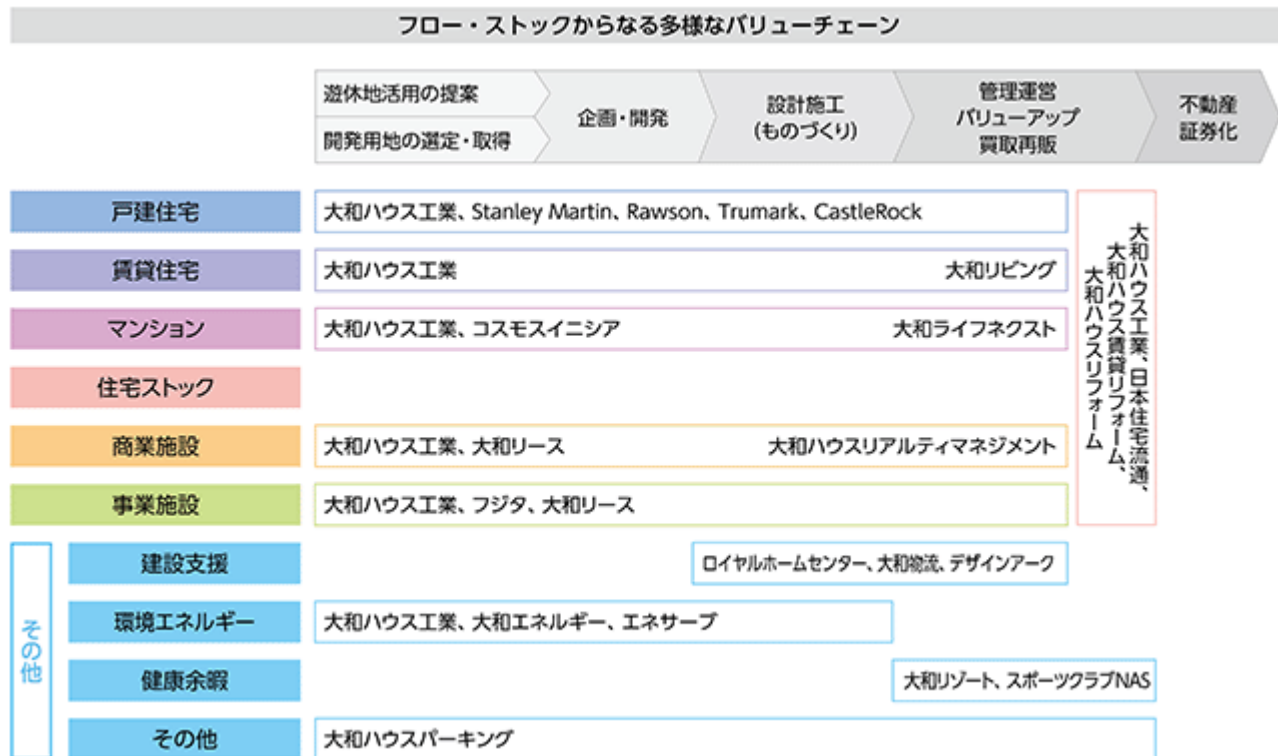 フロー・ストックからなる多様なバリューチェーン
遊休地活用の提案
開発用地の選定・取得
企画・開発
設計施工
(ものづくり)
管理運営
バリューアップ
買取再販
不動産
証券化
戸建住宅
大和ハウス工業、Stanley Martin、Rawson、Trumark、CastleRock
賃貸住宅
大和ハウス工業
大和リビング
マンション
大和ハウス工業、コスモスイニシア
大和ライフネクスト
住宅ストック
大和ハウス工業、日本住宅流通、
大和ハウス賃貸リフォーム、
大和ハウスリフォーム
商業施設
大和ハウス工業、大和リース
大和ハウスリアルティマネジメント
事業施設
大和ハウス工業、フジタ、大和リース
その他
建設支援
ロイヤルホームセンター、大和物流、デザインアーク
環境エネルギー
大和ハウス工業、大和エネルギー、エネサーブ
健康余暇
大和リゾート、スポーツクラブNAS
その他
大和ハウスパーキング